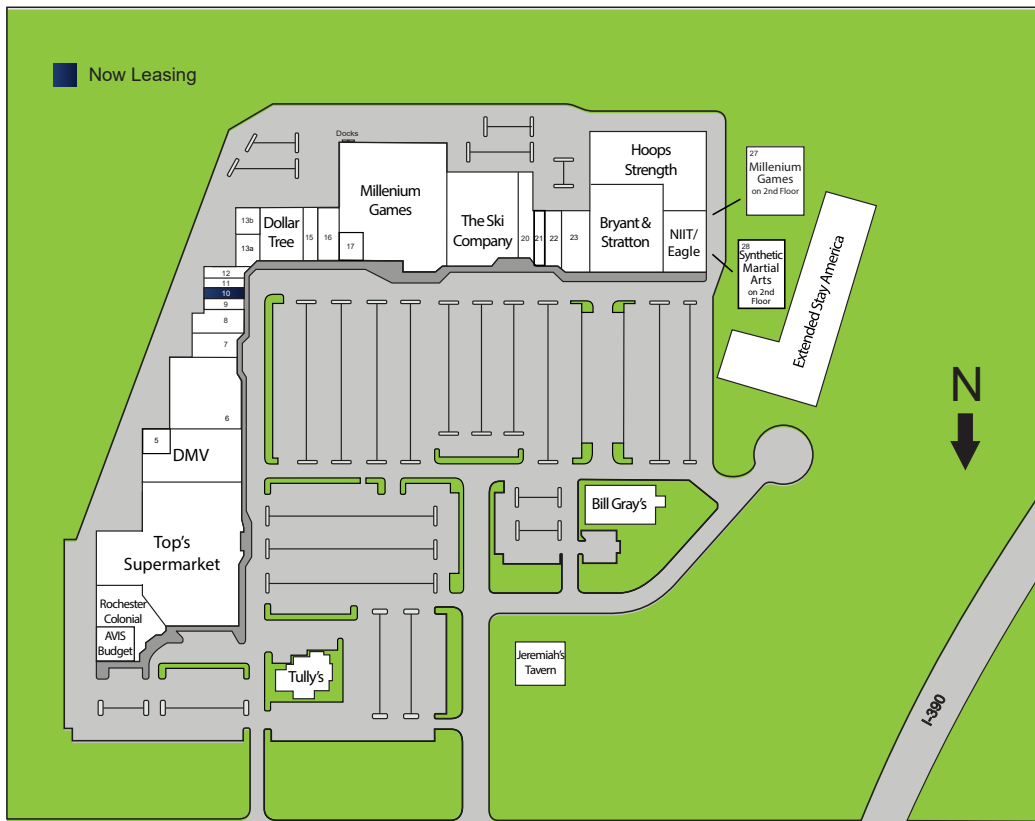 Now Leasing
Docks
Hoops
Strength
27
Millenium
Games
on 2nd Floor
Millenium
Games
13b
Dollar
Tree
15
16
17
The Ski
Company
20
21
22
23
Bryant &
Stratton
NIIT/
Eagle
13a
28
Synthetic
Martial
Arts
on 2nd
Floor
Extended Stay America
12
11
10
9
8
7
6
5
DMV
N
Bill Gray's
Top's
Supermarket
Rochester
Colonial
AVIS
Budget
Tully's
Jeremiah's
Tavern
I-390